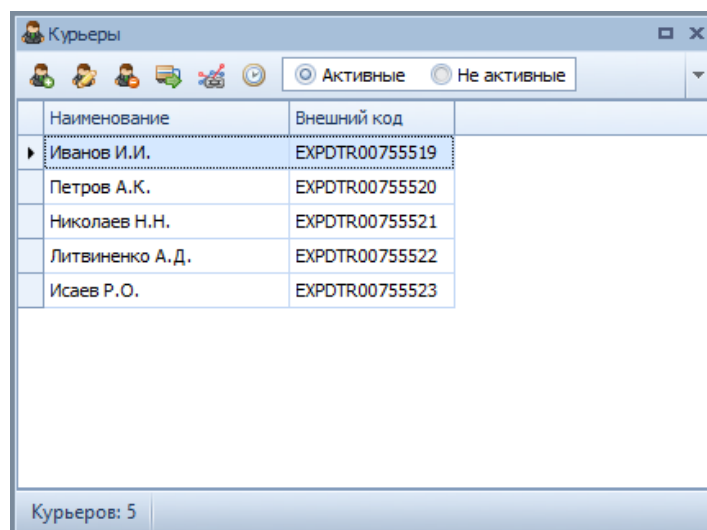 Курьеры
Активные Не активные
Наименование Внешний код
Иванов И.И. EXPDTR00755519
Петров А.К. EXPDTR00755520
Николаев Н.Н. EXPDTR00755521
Литвиненко А.Д. EXPDTR00755522
Исаев Р.О. EXPDTR00755523
Курьеров: 5